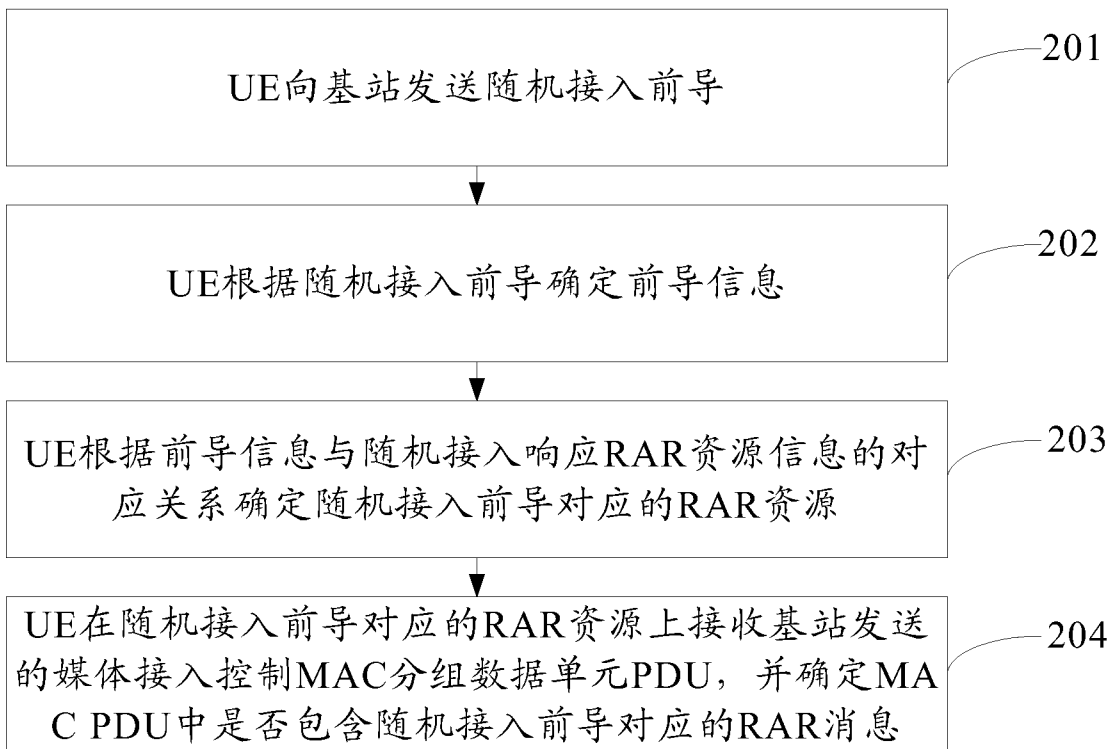 UE向基站发送随机接入前导
201
UE根据随机接入前导确定前导信息
202
UE根据前导信息与随机接入响应RAR资源信息的对
应关系确定随机接入前导对应的RAR资源
203
UE在随机接入前导对应的RAR资源上接收基站发送
的媒体接入控制MAC分组数据单元PDU，并确定MA
C PDU中是否包含随机接入前导对应的RAR消息
204